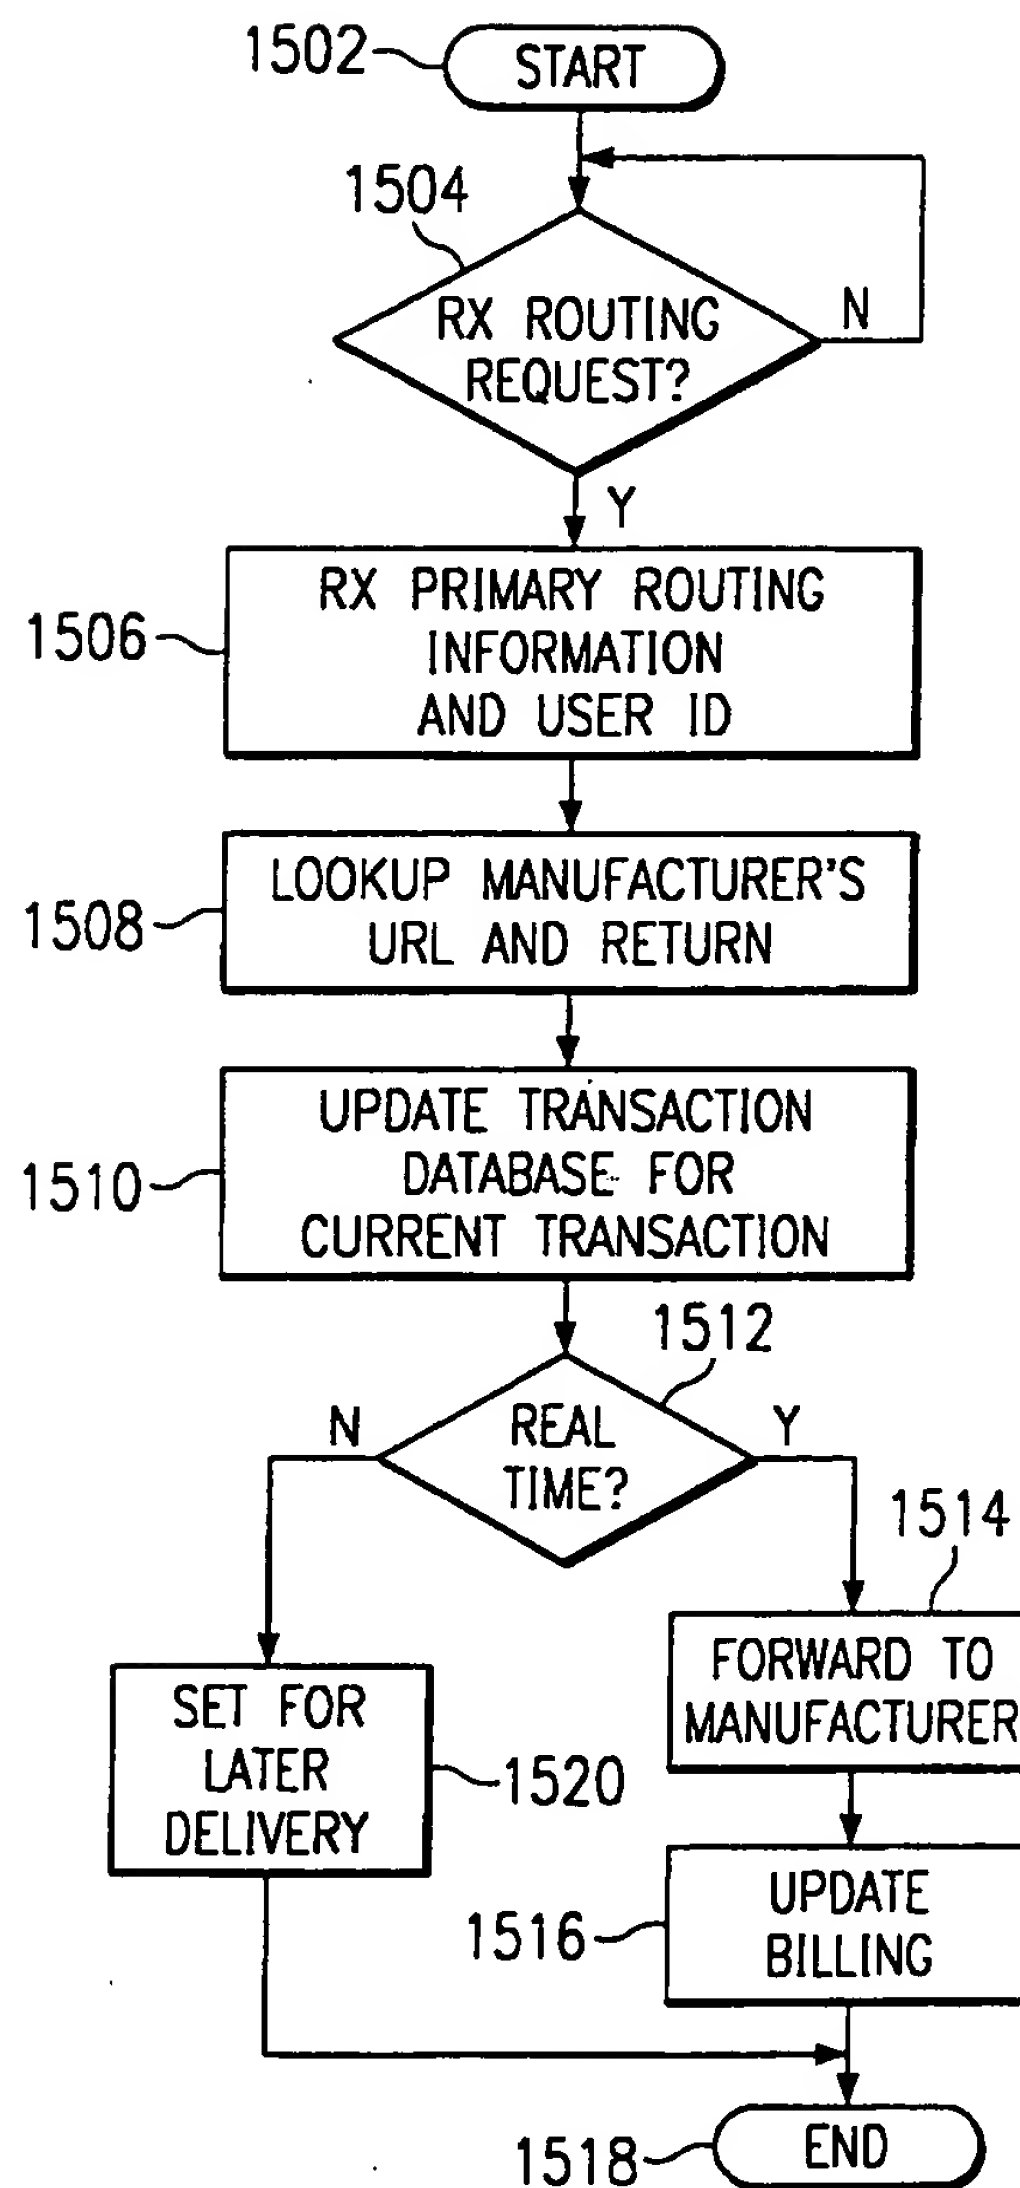 1502
START
1504
RX ROUTING
REQUEST?
N
Y
1506
RX PRIMARY ROUTING
INFORMATION
AND USER ID
1508
LOOKUP MANUFACTURER'S
URL AND RETURN
1510
UPDATE TRANSACTION
DATABASE FOR
CURRENT TRANSACTION
1512
N
REAL
TIME?
Y
1514
FORWARD TO
MANUFACTURER
SET FOR
LATER
DELIVERY
1520
1516
UPDATE
BILLING
1518
END